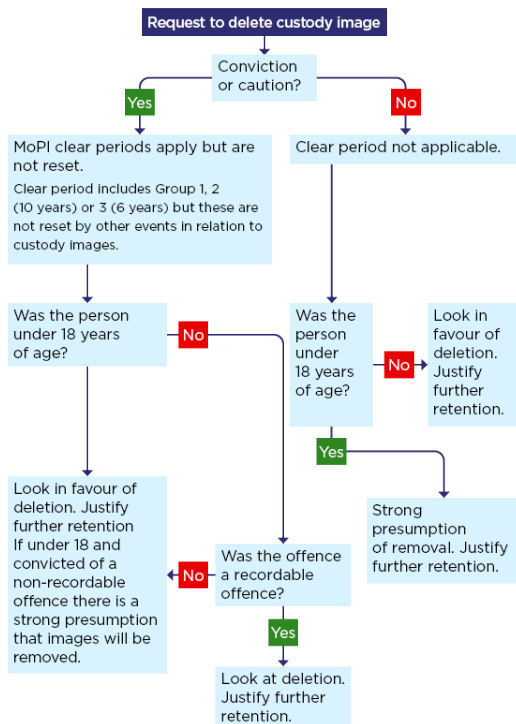 Request to delete custody image
Conviction
or caution?
Yes
No
MoPI clear periods apply but are
not reset.
Clear period includes Group 1, 2
(10 years) or 3 (6 years) but these are
not reset by other events in relation to
custody images.
Clear period not applicable.
Was the person
under 18 years
of age?
No
Was the
person
under
18 years
of age?
No
Look in
favour of
deletion.
Justify
further
retention.
Yes
Strong
presumption
of removal. Justify
further retention.
Look in favour of
deletion. Justify
further retention
If under 18 and
convicted of a
non-recordable
offence there is a
strong presumption
that images will be
removed.
No
Was the offence
a recordable
offence?
Yes
Look at deletion.
Justify further
retention.